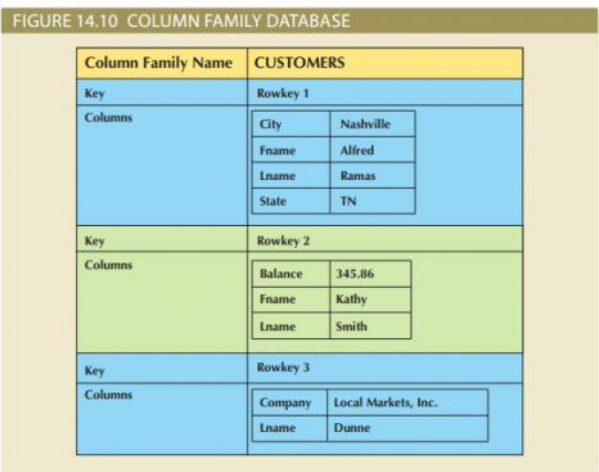 FIGURE 14.10 COLUMN FAMILY DATABASE
Column Family Name CUSTOMERS
Key Rowkey 1
Columns
City Nashville
Fname Alfred
Lname Ramas
State TN
Key Rowkey 2
Columns
Balance 345.86
Fname Kathy
Lname Smith
Key Rowkey 3
Columns
Company Local Markets, Inc.
Lname Dunne